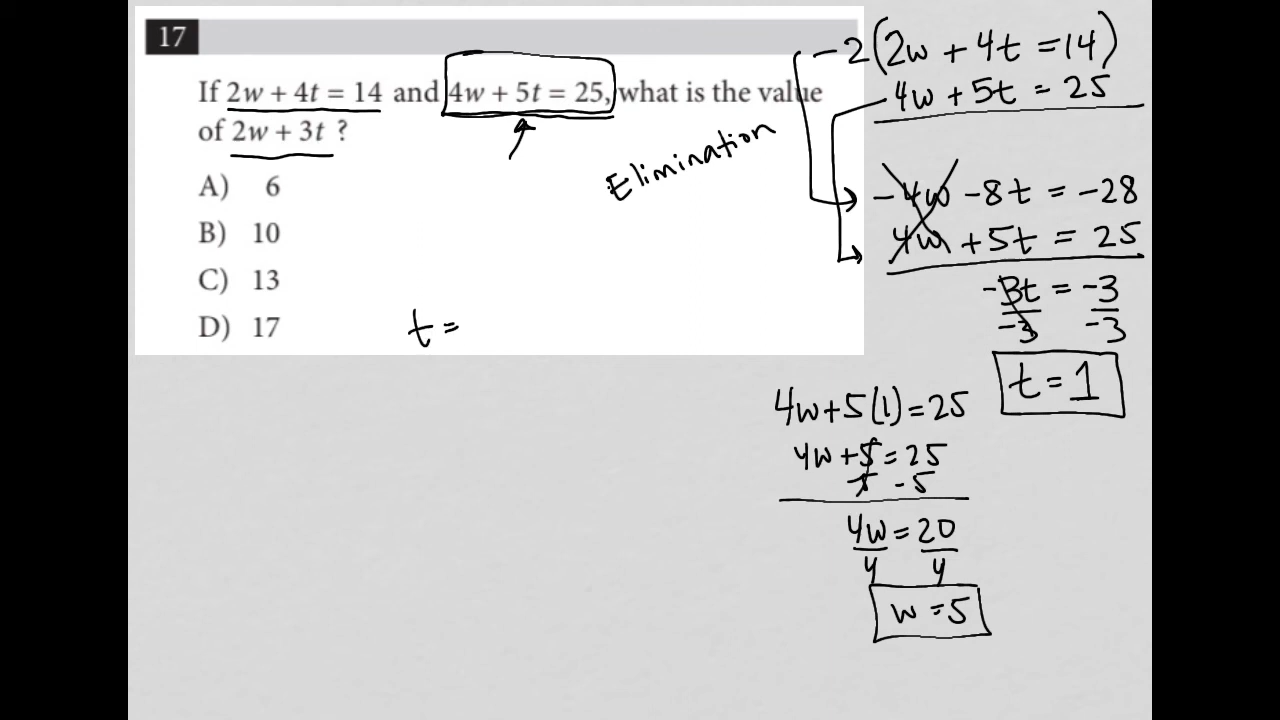 17
If 2w + 4t = 14 and 4w + 5t = 25, what is the value
of 2w + 3t ?
A) 6
B) 10
C) 13
D) 17
t =
Elimination
-2(2w + 4t = 14)
4w + 5t = 25
-4w - 8t = -28
4w + 5t = 25
-3t = -3
-3 -3
t = 1
4w + 5(1) = 25
4w + 5 = 25
-5 -5
4w = 20
4 4
w = 5